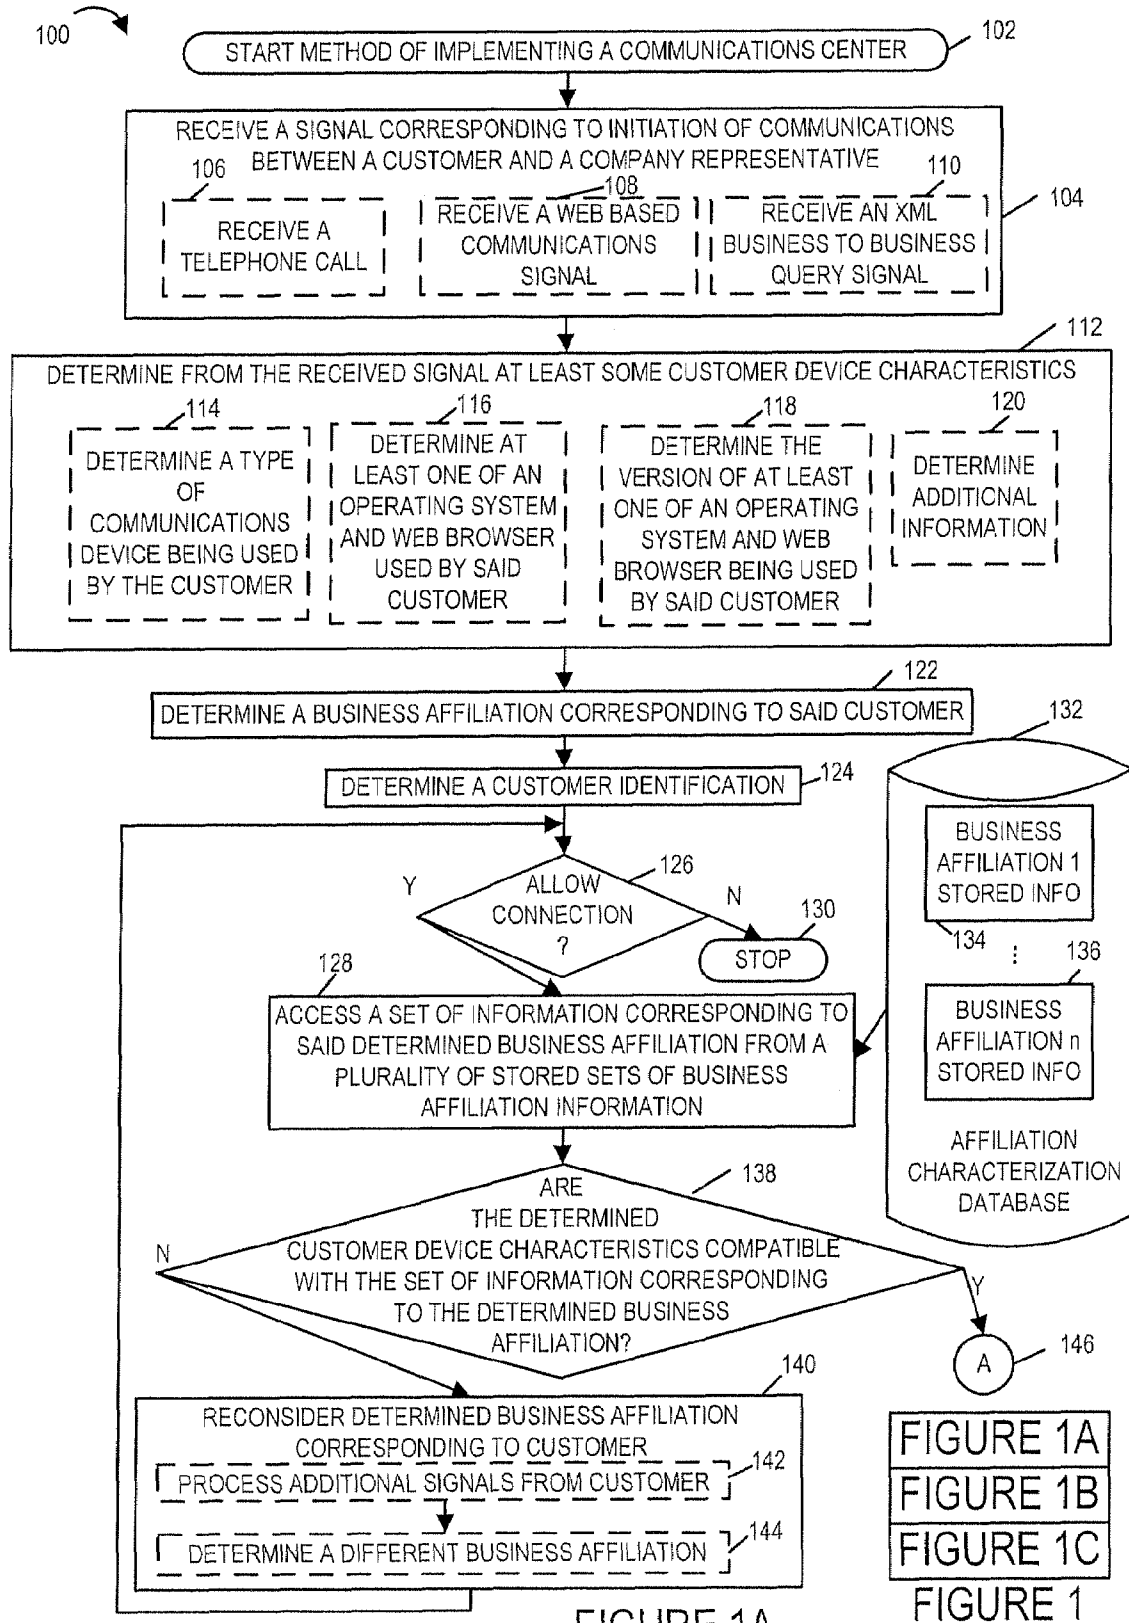 100
START METHOD OF IMPLEMENTING A COMMUNICATIONS CENTER
102
RECEIVE A SIGNAL CORRESPONDING TO INITIATION OF COMMUNICATIONS
BETWEEN A CUSTOMER AND A COMPANY REPRESENTATIVE
104
106
RECEIVE A
TELEPHONE CALL
108
RECEIVE A WEB BASED
COMMUNICATIONS
SIGNAL
110
RECEIVE AN XML
BUSINESS TO BUSINESS
QUERY SIGNAL
112
DETERMINE FROM THE RECEIVED SIGNAL AT LEAST SOME CUSTOMER DEVICE CHARACTERISTICS
114
DETERMINE A TYPE
OF
COMMUNICATIONS
DEVICE BEING USED
BY THE CUSTOMER
116
DETERMINE AT
LEAST ONE OF AN
OPERATING SYSTEM
AND WEB BROWSER
USED BY SAID
CUSTOMER
118
DETERMINE THE
VERSION OF AT LEAST
ONE OF AN OPERATING
SYSTEM AND WEB
BROWSER BEING USED
BY SAID CUSTOMER
120
DETERMINE
ADDITIONAL
INFORMATION
122
DETERMINE A BUSINESS AFFILIATION CORRESPONDING TO SAID CUSTOMER
DETERMINE A CUSTOMER IDENTIFICATION
124
132
BUSINESS
AFFILIATION 1
STORED INFO
134
⋮
136
BUSINESS
AFFILIATION n
STORED INFO
AFFILIATION
CHARACTERIZATION
DATABASE
126
ALLOW
CONNECTION
?
Y
N
130
STOP
128
ACCESS A SET OF INFORMATION CORRESPONDING TO
SAID DETERMINED BUSINESS AFFILIATION FROM A
PLURALITY OF STORED SETS OF BUSINESS
AFFILIATION INFORMATION
138
ARE
THE DETERMINED
CUSTOMER DEVICE CHARACTERISTICS COMPATIBLE
WITH THE SET OF INFORMATION CORRESPONDING
TO THE DETERMINED BUSINESS
AFFILIATION?
N
Y
A
146
140
RECONSIDER DETERMINED BUSINESS AFFILIATION
CORRESPONDING TO CUSTOMER
PROCESS ADDITIONAL SIGNALS FROM CUSTOMER
142
DETERMINE A DIFFERENT BUSINESS AFFILIATION
144
FIGURE 1A
FIGURE 1B
FIGURE 1C
FIGURE 1
FIGURE 1A